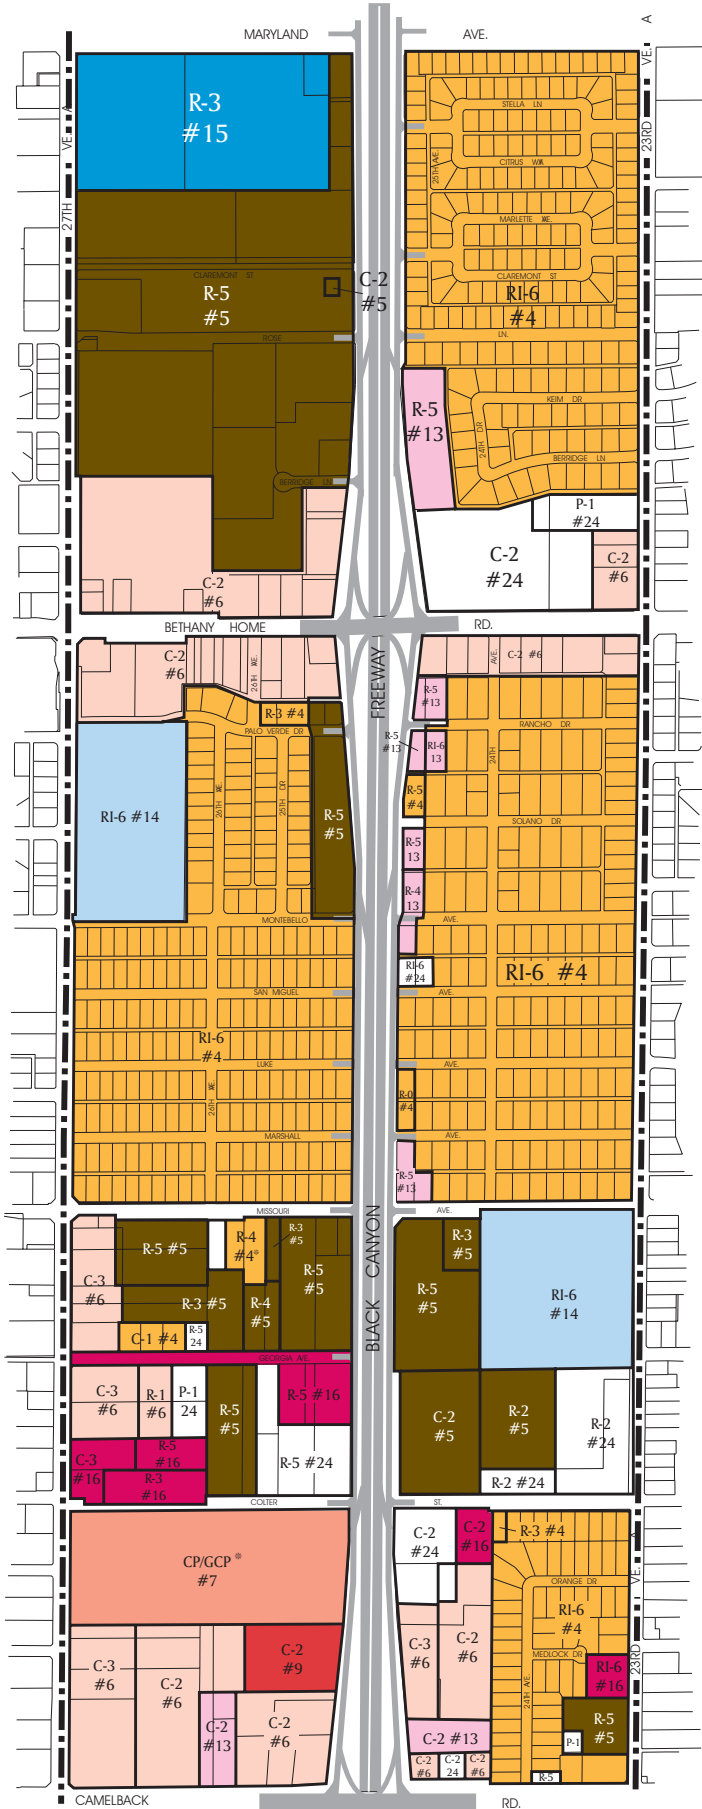 MARYLAND
AVE.
A
VE.
23RD
27TH
A
VE.
R-3
#15
STELLA LN
CITRUS WA
25TH AVE.
MARLETTE
CLAREMONT ST
RI-6
#4
LN.
CLAREMONT ST
R-5
#5
C-2
#5
ROSE
R-5
#13
KEIM DR
24TH DR
BERRIDGE LN
BERRIDGE LN
P-1
#24
C-2
#24
C-2
#6
C-2
#6
BETHANY HOME
RD.
FREEWAY
C-2
#6
26TH
R-3 #4
PALO VERDE DR
AVE.
C-2 #6
R-5
#13
RANCHO DR
R-5
#13
RI-6
13
24TH
RI-6 #14
26TH
25TH DR
R-5
#5
R-5
#4
SOLANO DR
R-5
13
R-4
13
MONTEBELLO
AVE.
RI-6
#24
RI-6 #4
SAN MIGUEL
AVE.
RI-6
#4
LUKE
AVE.
26TH
R-0
#4
MARSHALL
AVE.
R-5
#13
MISSOURI
AVE.
BLACK CANYON
R-5 #5
R-4
#4*
R-3
#5
R-5
#5
C-3
#6
R-3 #5
R-4
#5
C-1 #4
R-5
24
R-3
#5
R-5
#5
RI-6
#14
GEORGIA AVE.
C-3
#6
R-1
#6
P-1
24
R-5
#5
R-5 #16
C-2
#5
R-2
#5
R-2
#24
C-3
#16
R-5
#16
R-3
#16
R-5 #24
R-2 #24
COLTER
ST.
CP/GCP *
#7
C-2
#24
C-2
#16
R-3 #4
ORANGE DR
VE.
RI-6
#4
C-3
#6
C-2
#6
C-2
#9
C-3
#6
C-2
#6
MEDLOCK DR
RI-6
#16
23RD
24TH AVE.
C-2
#13
C-2
#6
C-2 #13
R-5
#5
P-1
C-2
#6
C-2
24
C-2
#6
R-5
CAMELBACK
RD.